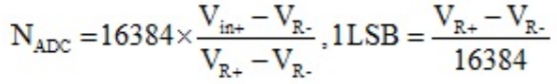 N_ADC = 16384 × (V_in+ − V_R-) / (V_R+ − V_R-) , 1LSB = (V_R+ − V_R-) / 16384